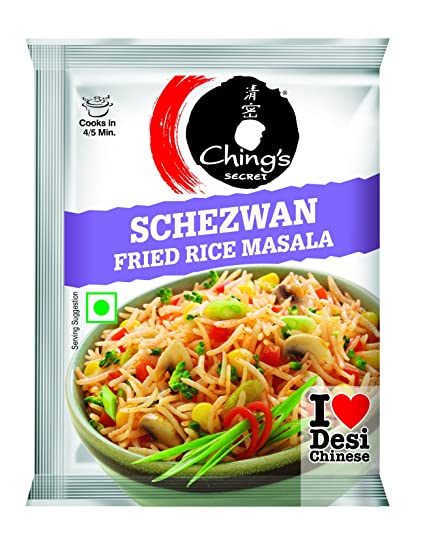 Cooks in
4/5 Min.
清
密
®
Ching's
SECRET
SCHEZWAN
FRIED RICE MASALA
Serving Suggestion
I ❤
Desi
Chinese